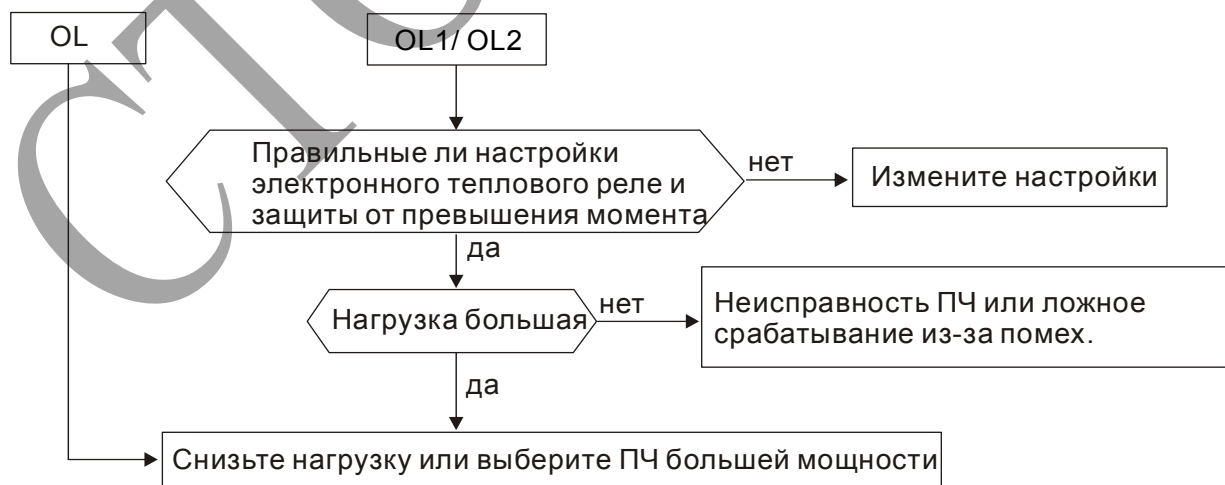 OL
OL1/ OL2
Правильные ли настройки
электронного теплового реле и
защиты от превышения момента
нет
Измените настройки
да
Нагрузка большая
нет
Неисправность ПЧ или ложное
срабатывание из-за помех.
да
Снизьте нагрузку или выберите ПЧ большей мощности